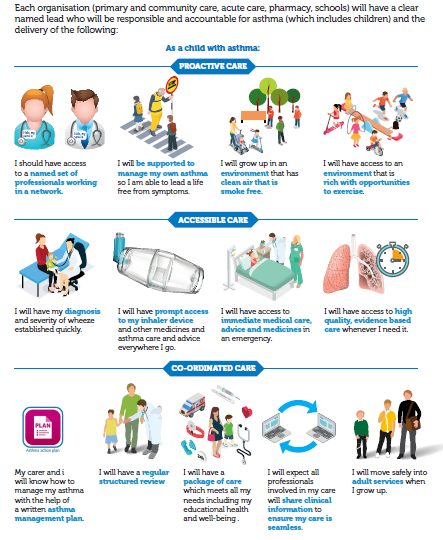 Each organisation (primary and community care, acute care, pharmacy, schools) will have a clear
named lead who will be responsible and accountable for asthma (which includes children) and the
delivery of the following:
As a child with asthma:
PROACTIVE CARE
I should have access
to a named set of
professionals working
in a network.
I will be supported to
manage my own asthma
so I am able to lead a life
free from symptoms.
I will grow up in an
environment that has
clean air that is
smoke free.
I will have access to an
environment that is
rich with opportunities
to exercise.
ACCESSIBLE CARE
I will have my diagnosis
and severity of wheeze
established quickly.
I will have prompt access
to my inhaler device
and other medicines and
asthma care and advice
everywhere I go.
I will have access to
immediate medical care,
advice and medicines in
an emergency.
I will have access to high
quality, evidence based
care whenever I need it.
CO-ORDINATED CARE
PLAN
Asthma action plan
My carer and i
will know how to
manage my asthma
with the help of
a written asthma
management plan.
I will have a regular
structured review
I will have a
package of care
which meets all my
needs including my
educational health
and well-being.
I will expect all
professionals
involved in my care
will share clinical
information to
ensure my care is
seamless.
I will move safely into
adult services when
I grow up.